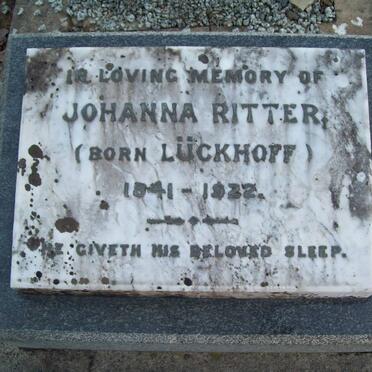 IN LOVING MEMORY OF
JOHANNA RITTER,
(BORN LÜCKHOFF)
1841 - 1922.
HE GIVETH HIS BELOVED SLEEP.